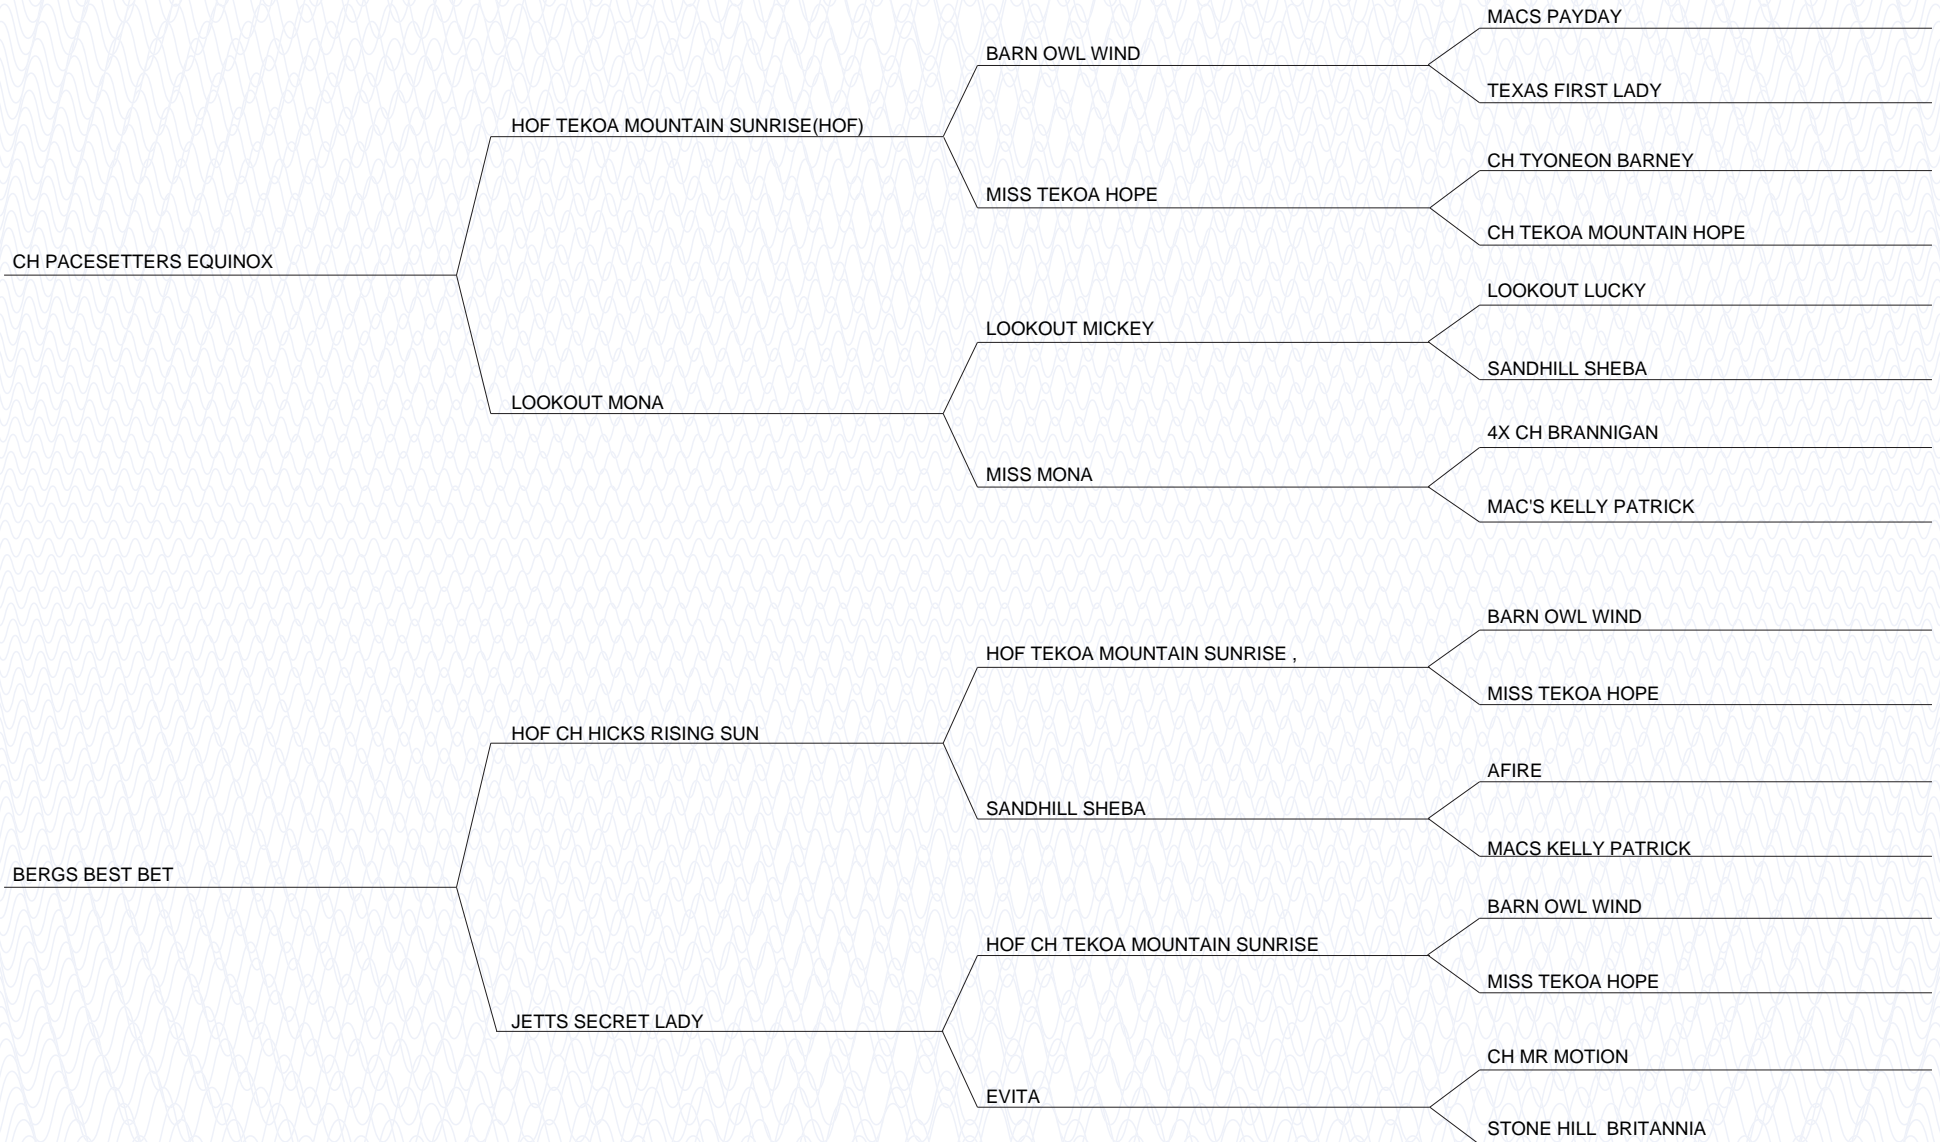 MACS PAYDAY
BARN OWL WIND
TEXAS FIRST LADY
HOF TEKOA MOUNTAIN SUNRISE(HOF)
CH TYONEON BARNEY
MISS TEKOA HOPE
CH TEKOA MOUNTAIN HOPE
CH PACESETTERS EQUINOX
LOOKOUT LUCKY
LOOKOUT MICKEY
SANDHILL SHEBA
LOOKOUT MONA
4X CH BRANNIGAN
MISS MONA
MAC'S KELLY PATRICK
BARN OWL WIND
HOF TEKOA MOUNTAIN SUNRISE ,
MISS TEKOA HOPE
HOF CH HICKS RISING SUN
AFIRE
SANDHILL SHEBA
MACS KELLY PATRICK
BERGS BEST BET
BARN OWL WIND
HOF CH TEKOA MOUNTAIN SUNRISE
MISS TEKOA HOPE
JETTS SECRET LADY
CH MR MOTION
EVITA
STONE HILL  BRITANNIA